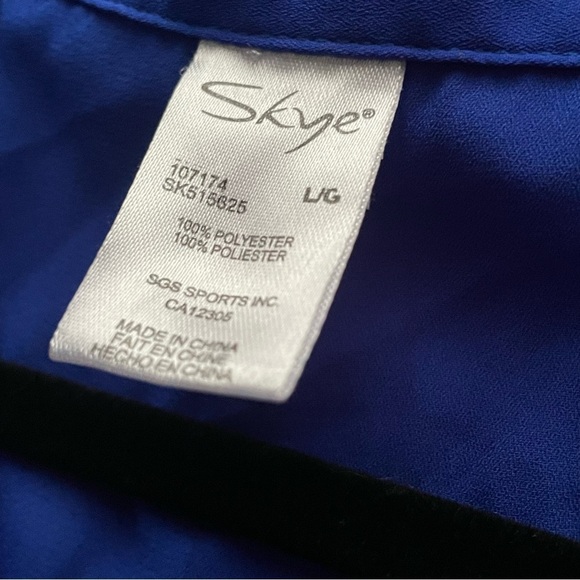 Skye®
107174
SK515625
L/G
100% POLYESTER
100% POLIESTER
SGS SPORTS INC.
CA12305
MADE IN CHINA
FAIT EN CHINE
HECHO EN CHINA